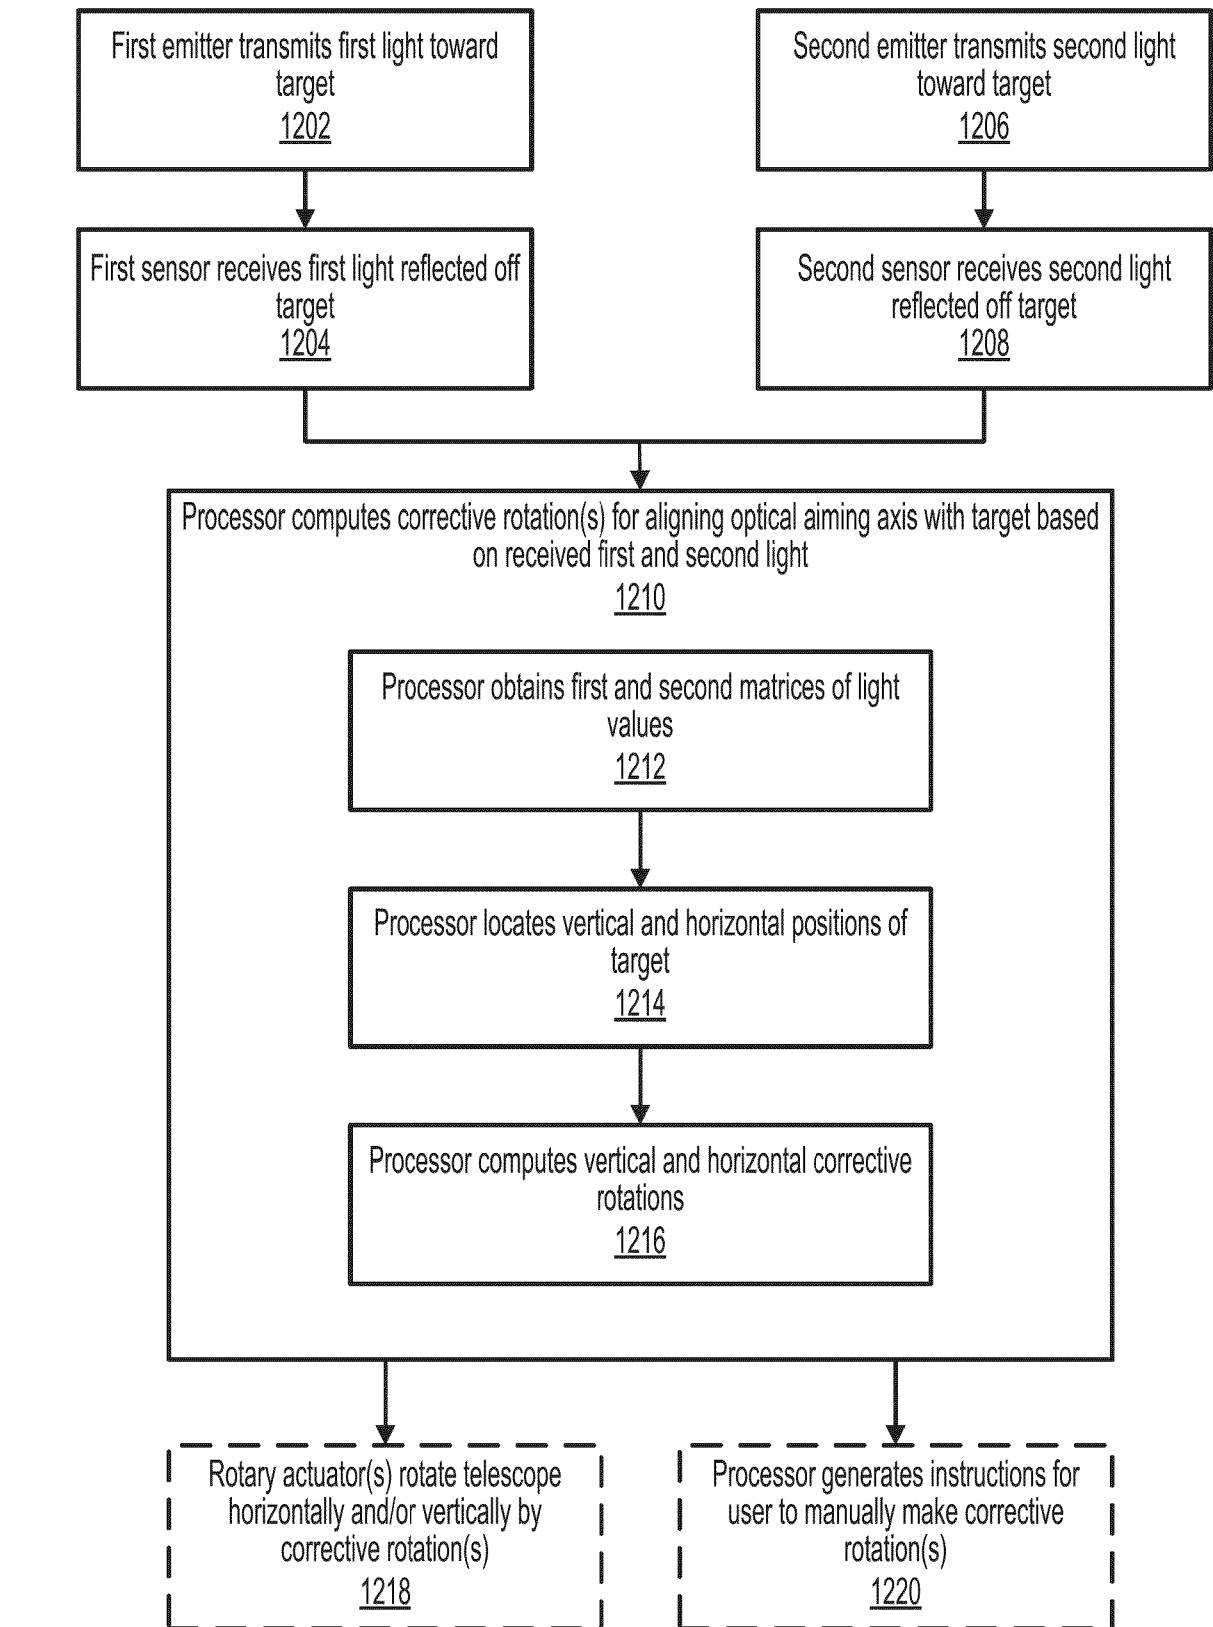 First emitter transmits first light toward
target
1202
Second emitter transmits second light
toward target
1206
First sensor receives first light reflected off
target
1204
Second sensor receives second light
reflected off target
1208
Processor computes corrective rotation(s) for aligning optical aiming axis with target based
on received first and second light
1210
Processor obtains first and second matrices of light
values
1212
Processor locates vertical and horizontal positions of
target
1214
Processor computes vertical and horizontal corrective
rotations
1216
Rotary actuator(s) rotate telescope
horizontally and/or vertically by
corrective rotation(s)
1218
Processor generates instructions for
user to manually make corrective
rotation(s)
1220